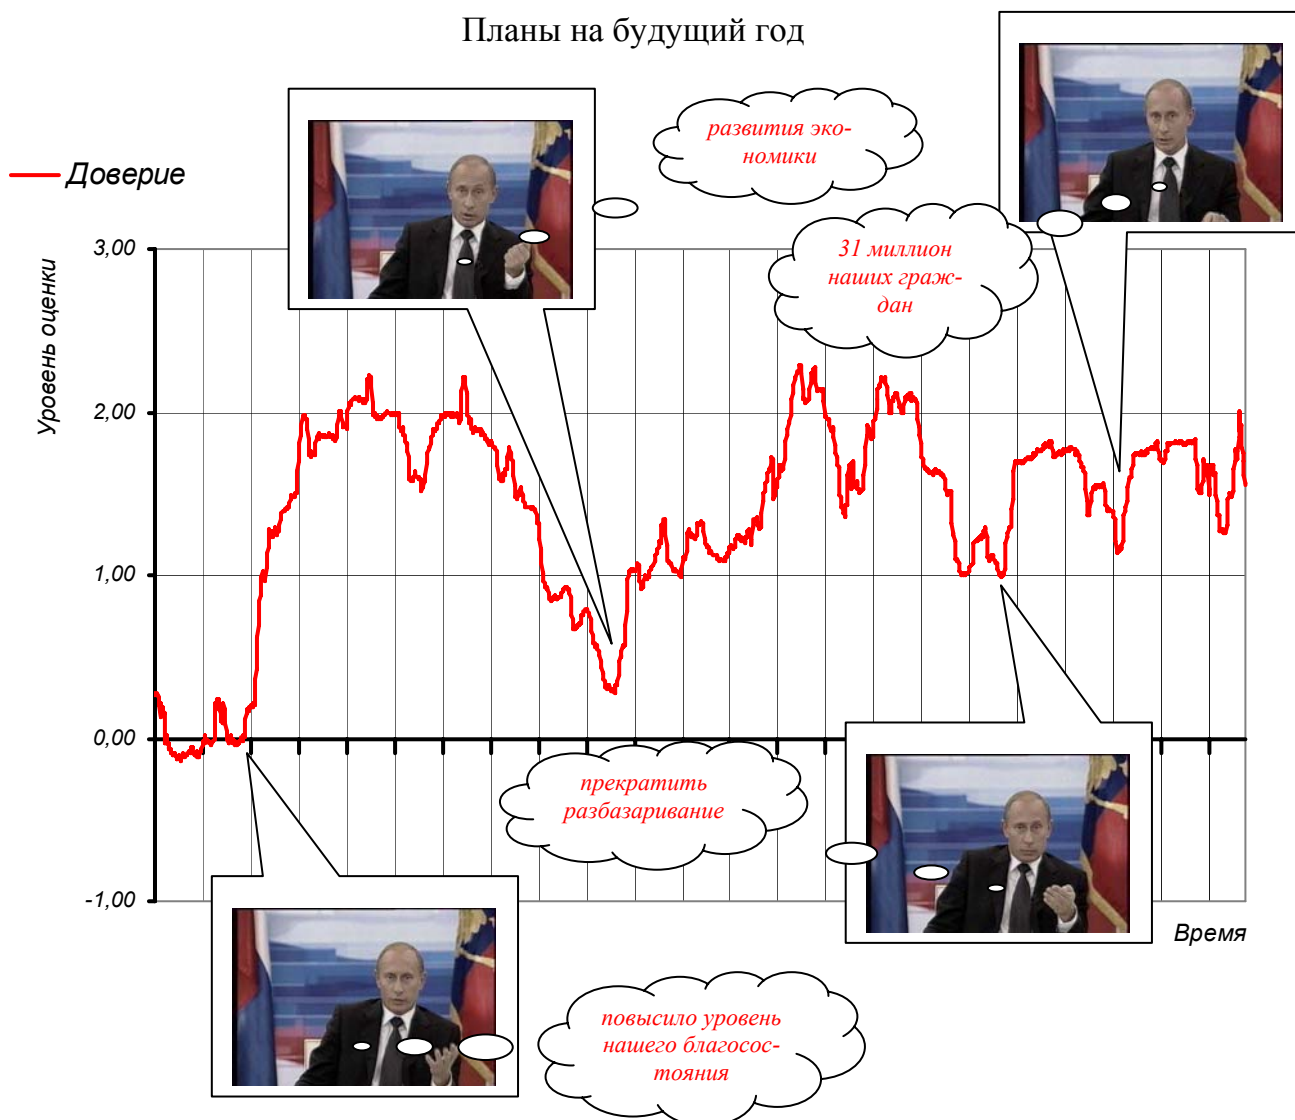 Планы на будущий год
развития эко-
номики
Доверие
31 миллион
наших граж-
дан
Уровень оценки
3,00
2,00
1,00
0,00
-1,00
прекратить
разбазаривание
Время
повысило уровень
нашего благосос-
тояния